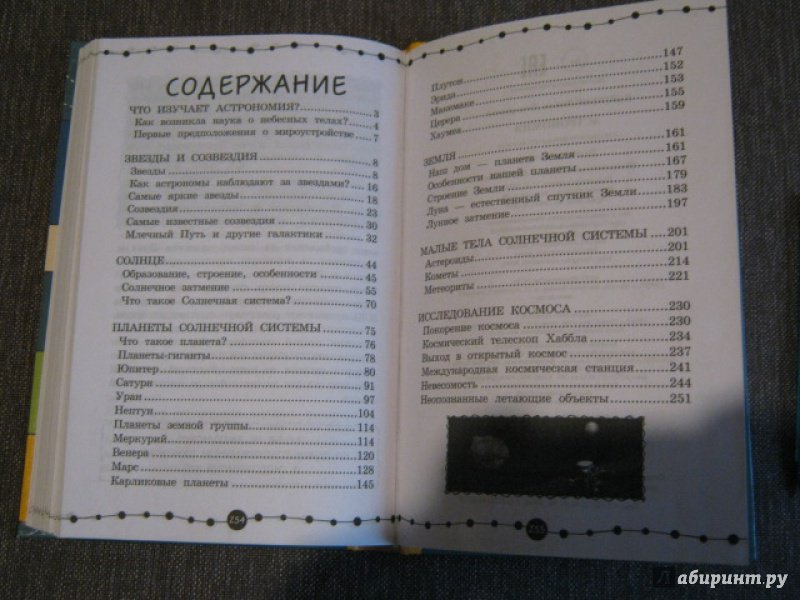 СОДЕРЖАНИЕ
ЧТО ИЗУЧАЕТ АСТРОНОМИЯ?..................3
Как возникла наука о небесных телах?....4
Первые предположения о мироустройстве....7
ЗВЕЗДЫ И СОЗВЕЗДИЯ..................8
Звезды..................8
Как астрономы наблюдают за звездами?....16
Самые яркие звезды..................18
Созвездия..................23
Самые известные созвездия..................30
Млечный Путь и другие галактики..........32
СОЛНЦЕ..................44
Образование, строение, особенности........45
Солнечное затмение..................55
Что такое Солнечная система?..................70
ПЛАНЕТЫ СОЛНЕЧНОЙ СИСТЕМЫ..........75
Что такое планета?..................76
Планеты-гиганты..................78
Юпитер..................80
Сатурн..................91
Уран..................97
Нептун..................104
Планеты земной группы..................114
Меркурий..................114
Венера..................120
Марс..................128
Карликовые планеты..................145
254
Плутон..................147
Эрида..................152
Макемаке..................153
Церера..................155
Хаумеа..................159
ЗЕМЛЯ..................161
Наш дом — планета Земля..................161
Особенности нашей планеты..................167
Строение Земли..................179
Луна — естественный спутник Земли......183
Лунное затмение..................197
МАЛЫЕ ТЕЛА СОЛНЕЧНОЙ СИСТЕМЫ....201
Астероиды..................201
Кометы..................214
Метеориты..................221
ИССЛЕДОВАНИЕ КОСМОСА..................230
Покорение космоса..................230
Космический телескоп Хаббла..................234
Выход в открытый космос..................237
Международная космическая станция......241
Невесомость..................244
Неопознанные летающие объекты..........251
255
абиринт.ру